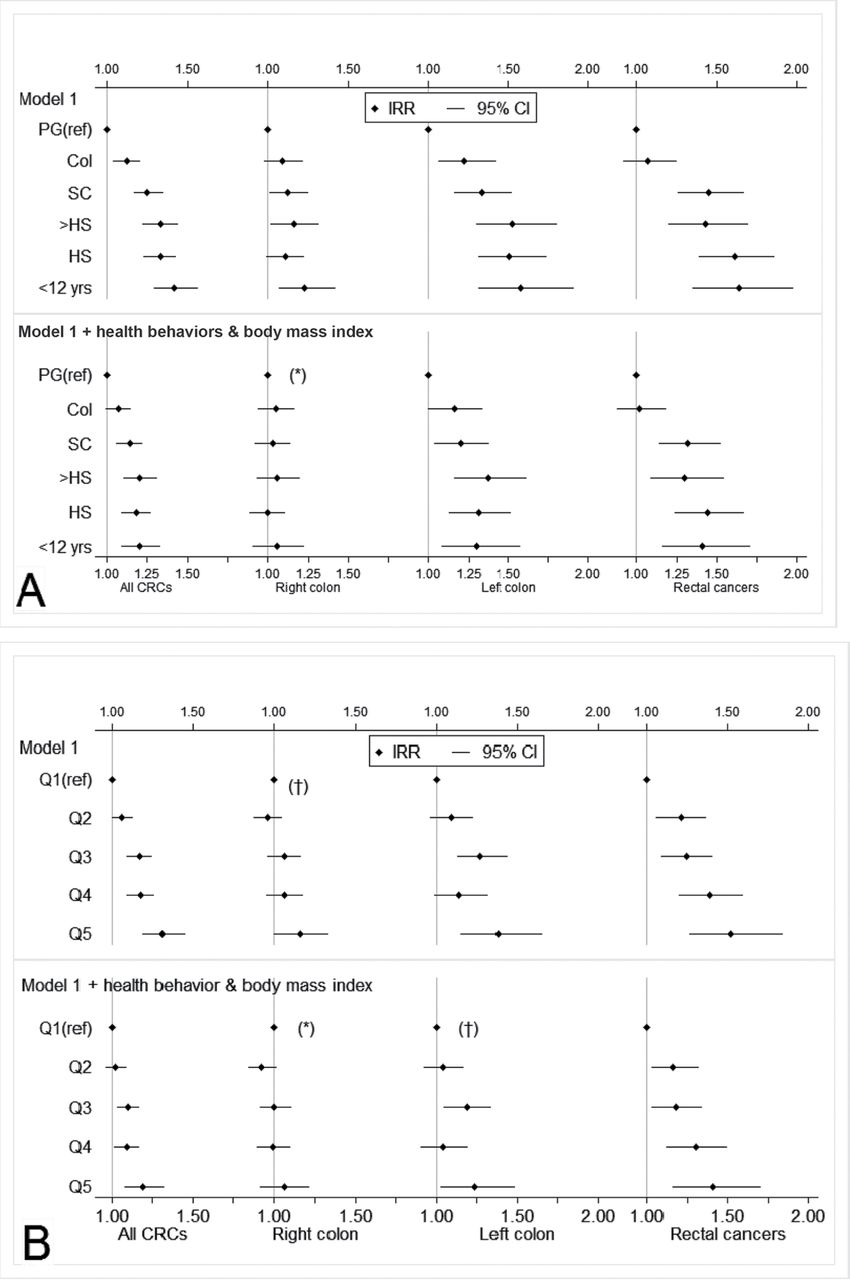 1.00 1.50 1.00 1.50 1.00 1.50 2.00 1.00 1.50 2.00
Model 1
IRR 95% CI
PG(ref)
Col
SC
>HS
HS
<12 yrs
Model 1 + health behaviors & body mass index
PG(ref) (*)
Col
SC
>HS
HS
<12 yrs
1.00 1.25 1.50 1.00 1.25 1.50 1.00 1.25 1.50 2.00 1.00 1.25 1.50 2.00
All CRCs Right colon Left colon Rectal cancers
A
1.00 1.50 1.00 1.50 1.00 1.50 2.00 1.00 1.50 2.00
Model 1
IRR 95% CI
Q1(ref) (†)
Q2
Q3
Q4
Q5
Model 1 + health behavior & body mass index
Q1(ref) (*) (†)
Q2
Q3
Q4
Q5
1.00 1.50 1.00 1.50 1.00 1.50 2.00 1.00 1.50 2.00
All CRCs Right colon Left colon Rectal cancers
B